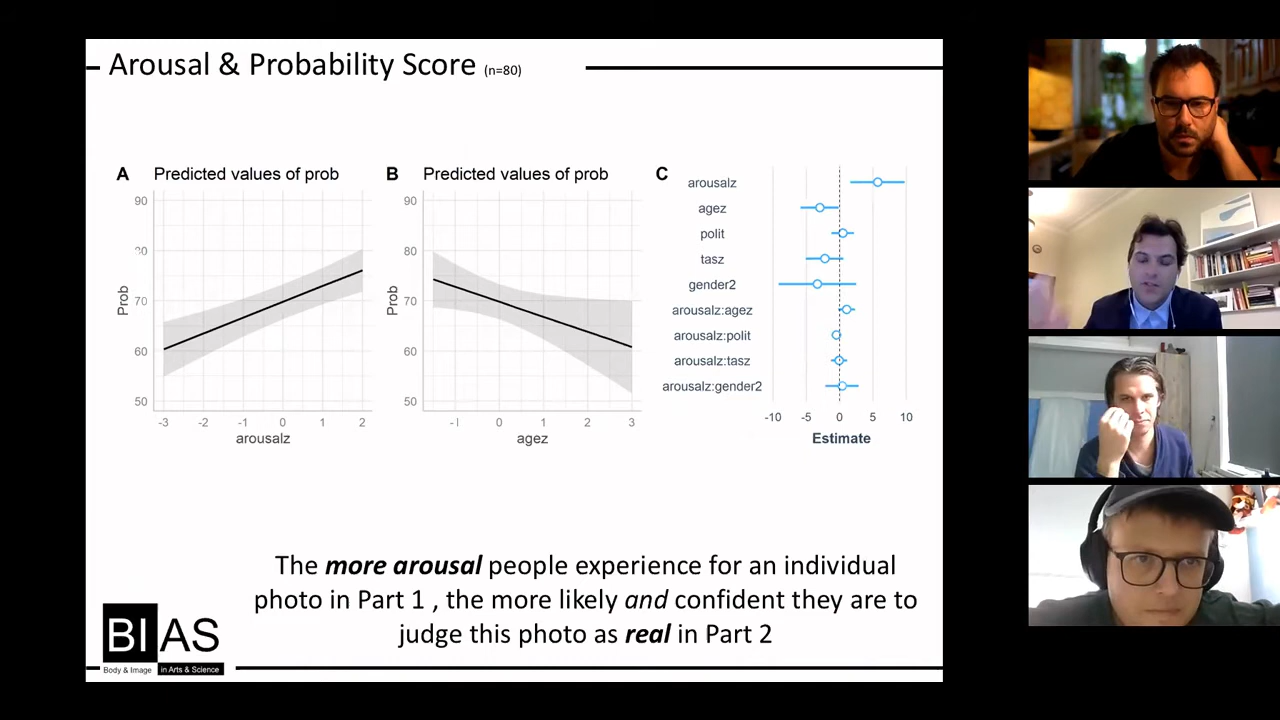 Arousal & Probability Score (n=80)
A Predicted values of prob
90
80
70
60
50
Prob
-3 -2 -1 0 1 2
arousalz
B Predicted values of prob
90
80
70
60
50
Prob
-1 0 1 2 3
agez
C
arousalz
agez
polit
tasz
gender2
arousalz:agez
arousalz:polit
arousalz:tasz
arousalz:gender2
-10 -5 0 5 10
Estimate
The more arousal people experience for an individual
photo in Part 1 , the more likely and confident they are to
judge this photo as real in Part 2
BIAS
Body & Image in Arts & Science